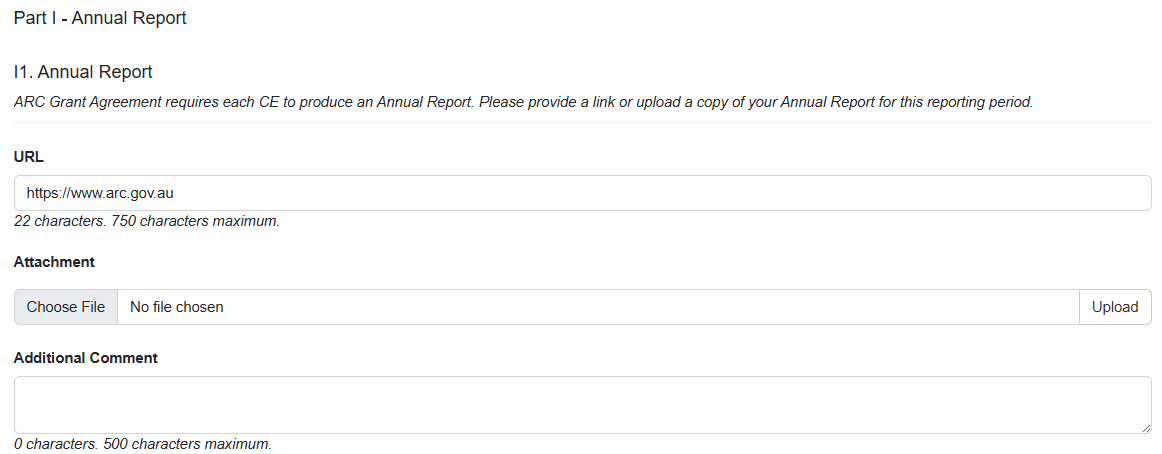 Part I - Annual Report
I1. Annual Report
ARC Grant Agreement requires each CE to produce an Annual Report. Please provide a link or upload a copy of your Annual Report for this reporting period.
URL
https://www.arc.gov.au
22 characters. 750 characters maximum.
Attachment
Choose File No file chosen Upload
Additional Comment
0 characters. 500 characters maximum.